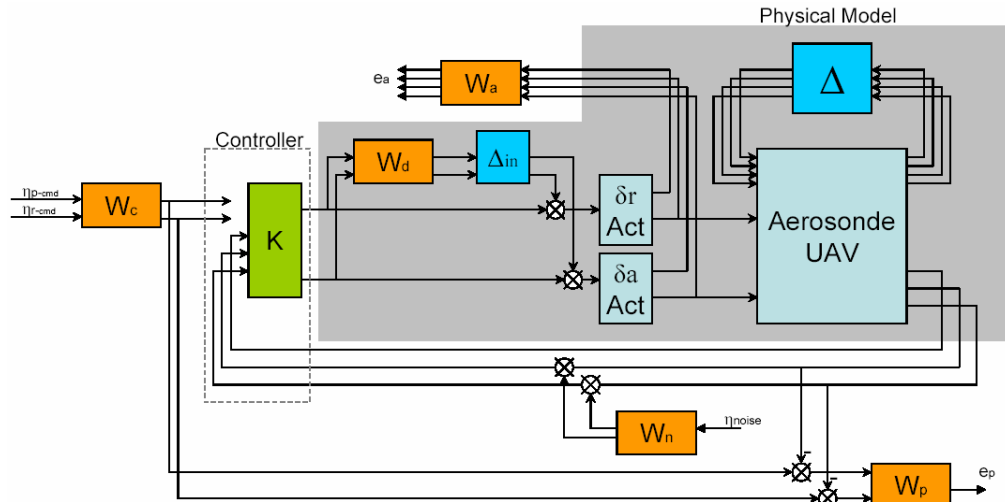 Physical Model
ea
Wa
Δ
Controller
Wd
Δin
ηp-cmd
ηr-cmd
Wc
K
δr
Act
Aerosonde
UAV
δa
Act
Wn
ηnoise
-
-
Wp
ep